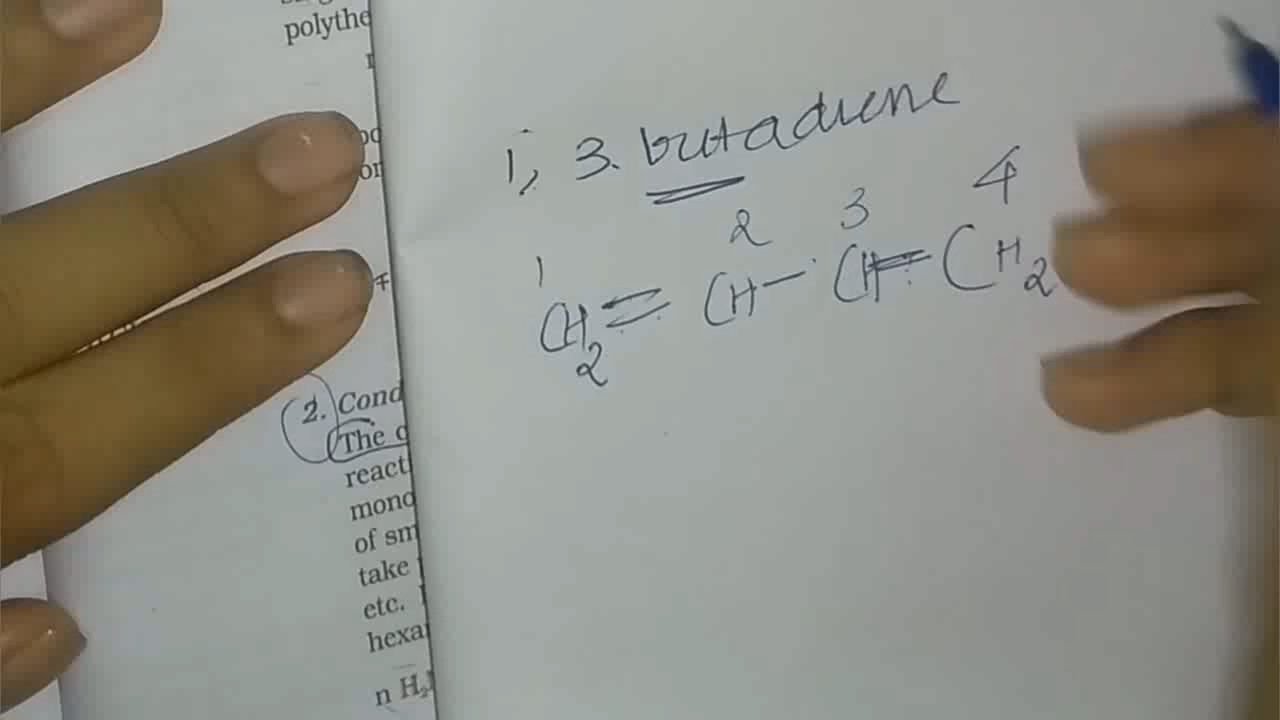 polythe
2. Cond
The c
react
mono
of sm
take
etc.
hexa
n H₂
1, 3. butadiene
1 2 3 4
CH₂ = CH - CH = CH₂